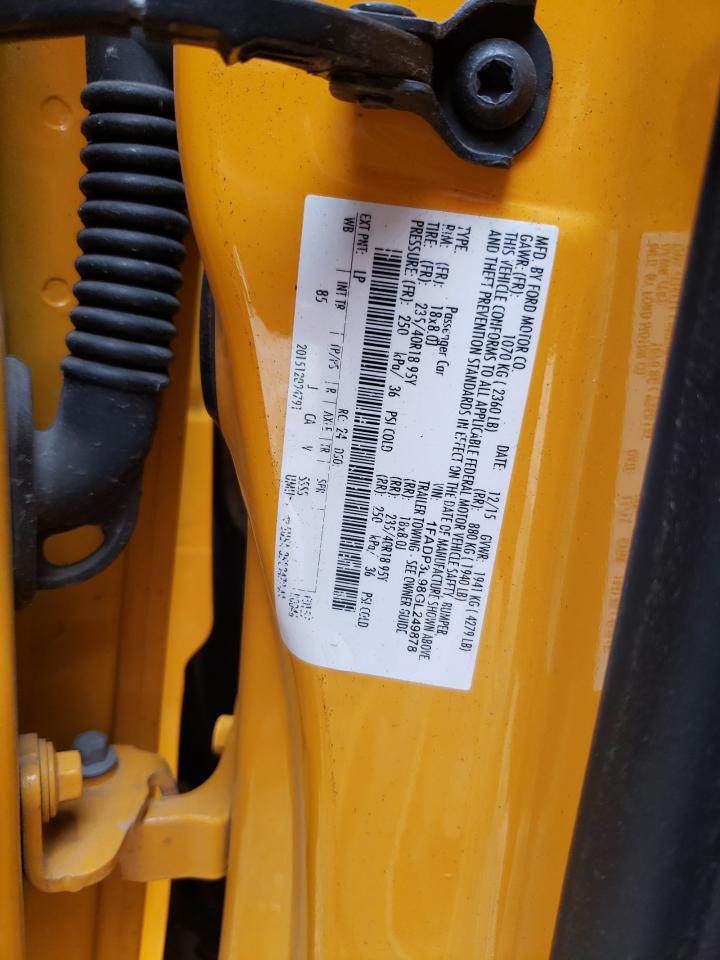 MFD. BY FORD MOTOR CO.
DATE: 12/15 GVWR: 1941 KG ( 4279 LB)
GAWR: (FR): 1070 KG ( 2360 LB) (RR): 880 KG ( 1940 LB)
THIS VEHICLE CONFORMS TO ALL APPLICABLE FEDERAL MOTOR VEHICLE SAFETY, BUMPER
AND THEFT PREVENTION STANDARDS IN EFFECT ON THE DATE OF MANUFACTURE SHOWN ABOVE
VIN: 1FADP3L98GL249878
TYPE: Passenger Car TRAILER TOWING - SEE OWNER GUIDE
RIM: (FR): 18x8.0J (RR): 18x8.0J
TIRE: (FR): 235/40R18 95Y (RR): 235/40R18 95Y
PRESSURE: (FR): 250 kPa/ 36 PSI COLD (RR): 250 kPa/ 36 PSI COLD
EXT PNT: LP RC: 24 DSO:
WB INT TR TP/PS R AXLE TR SPR
85 J CA V SESS
201512094791